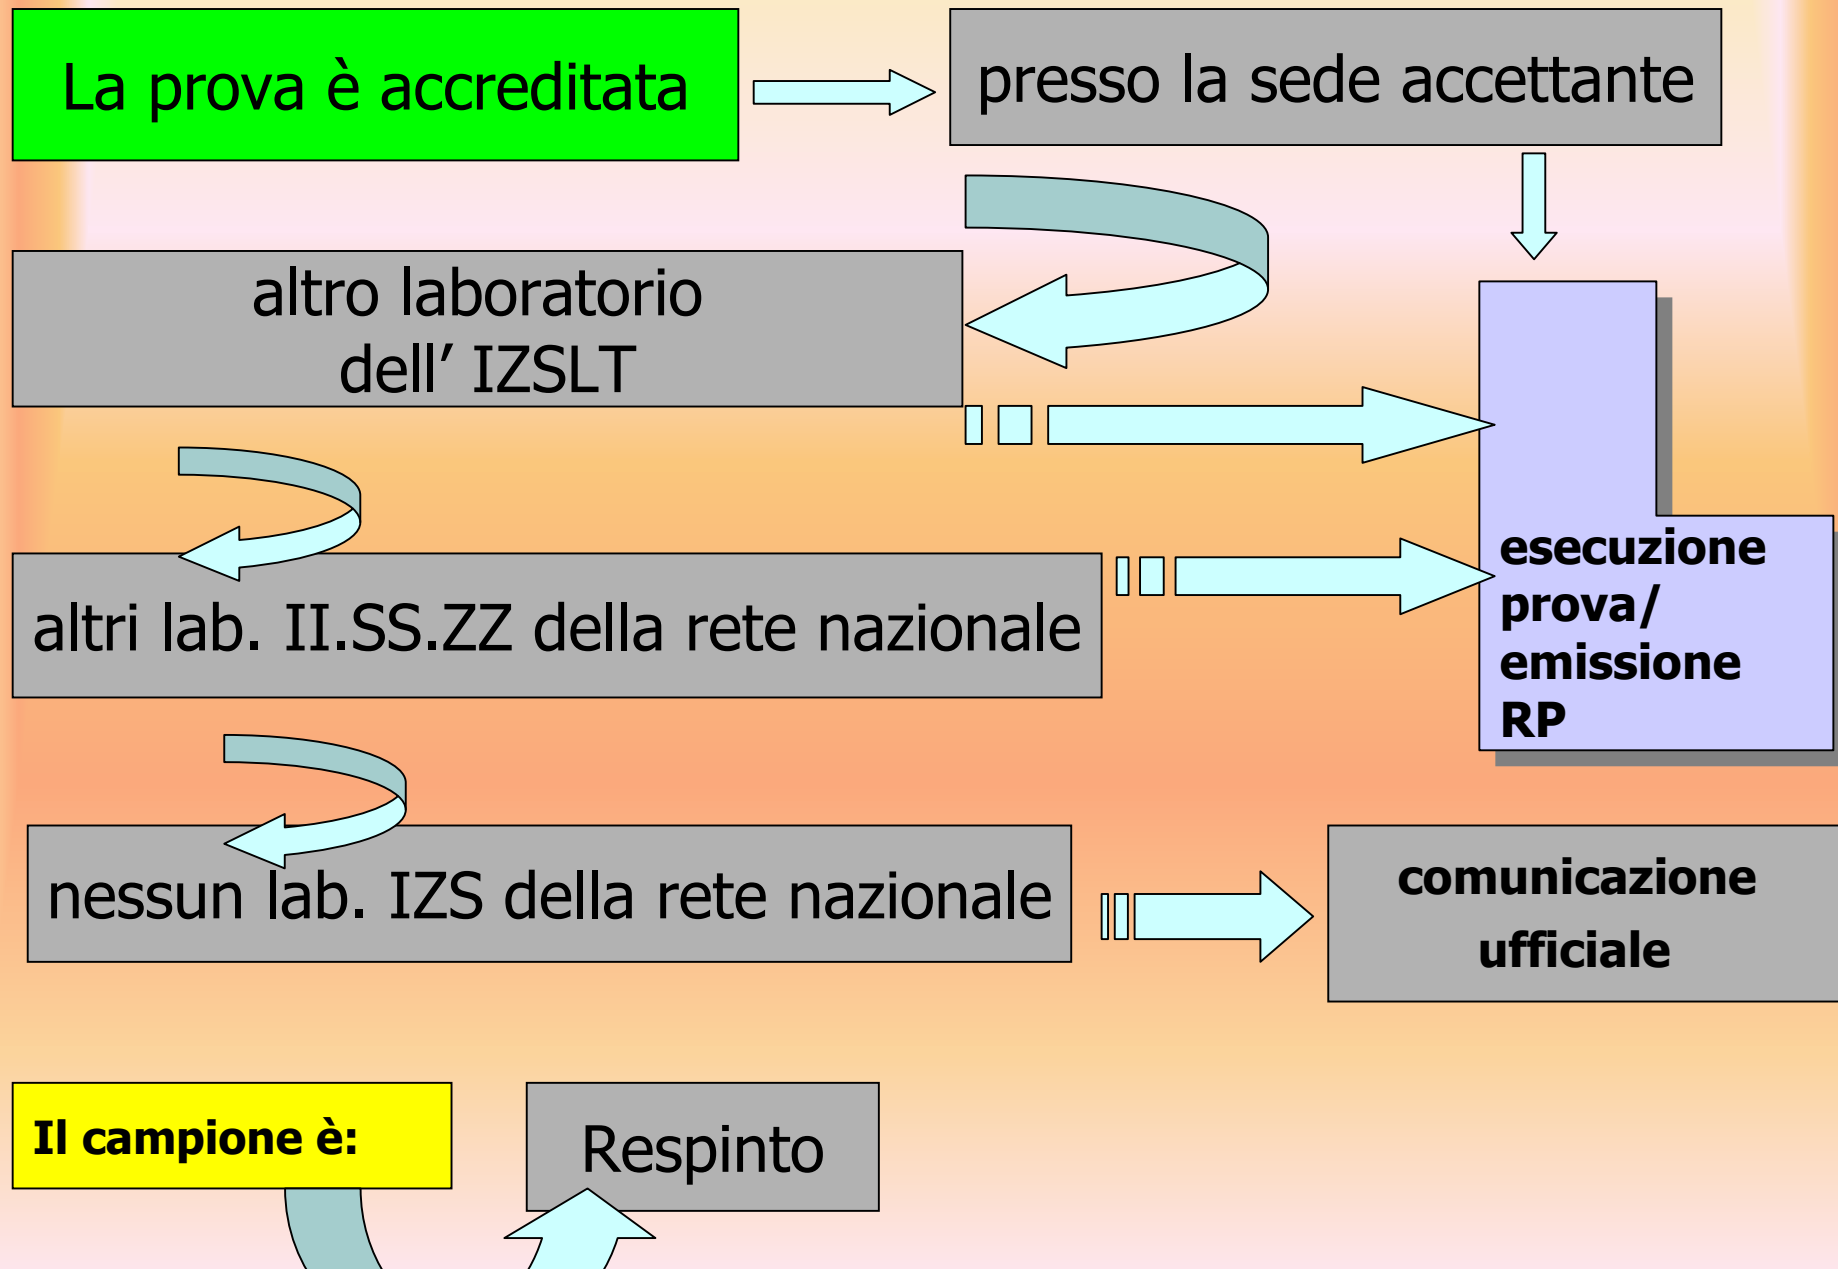 La prova è accreditata
presso la sede accettante
altro laboratorio
dell’ IZSLT
altri lab. II.SS.ZZ della rete nazionale
esecuzione
prova/
emissione
RP
nessun lab. IZS della rete nazionale
comunicazione
ufficiale
Il campione è:
Respinto